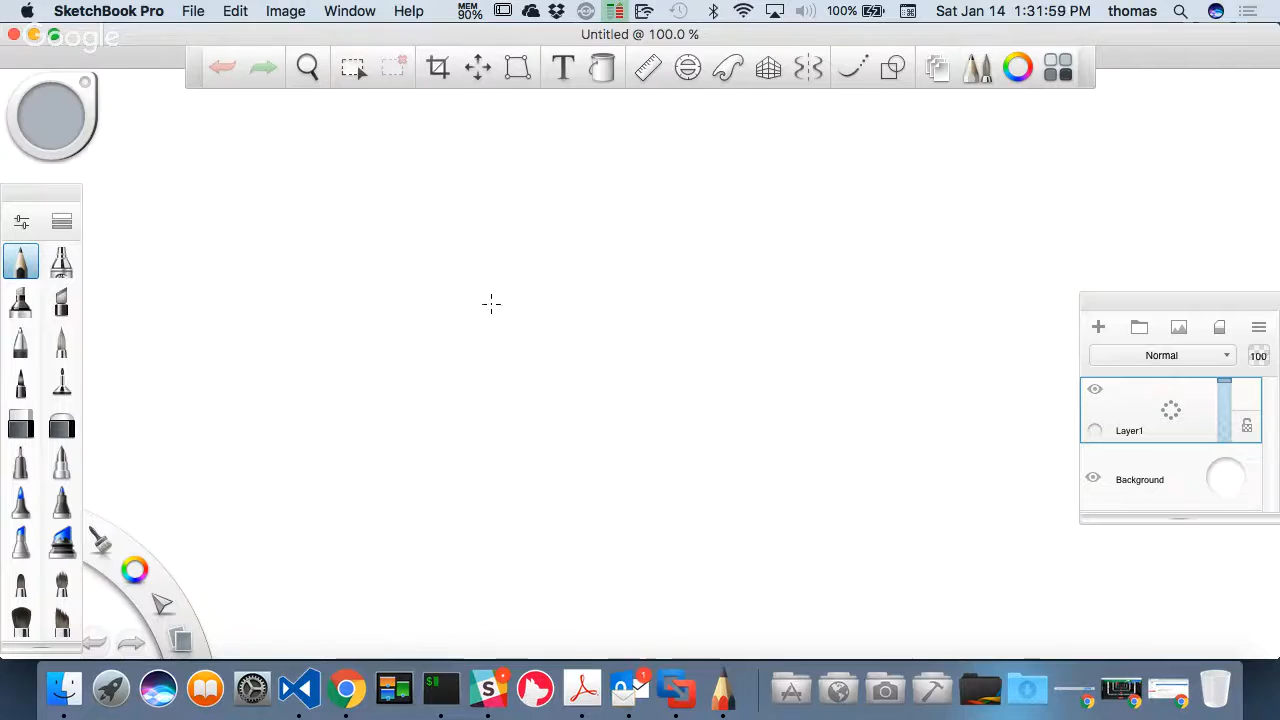 SketchBook Pro File Edit Image Window Help MEM 90% 100% Sat Jan 14 1:31:59 PM thomas
Google
Untitled @ 100.0 %
T
Normal 100
Layer1
Background
$
S
1